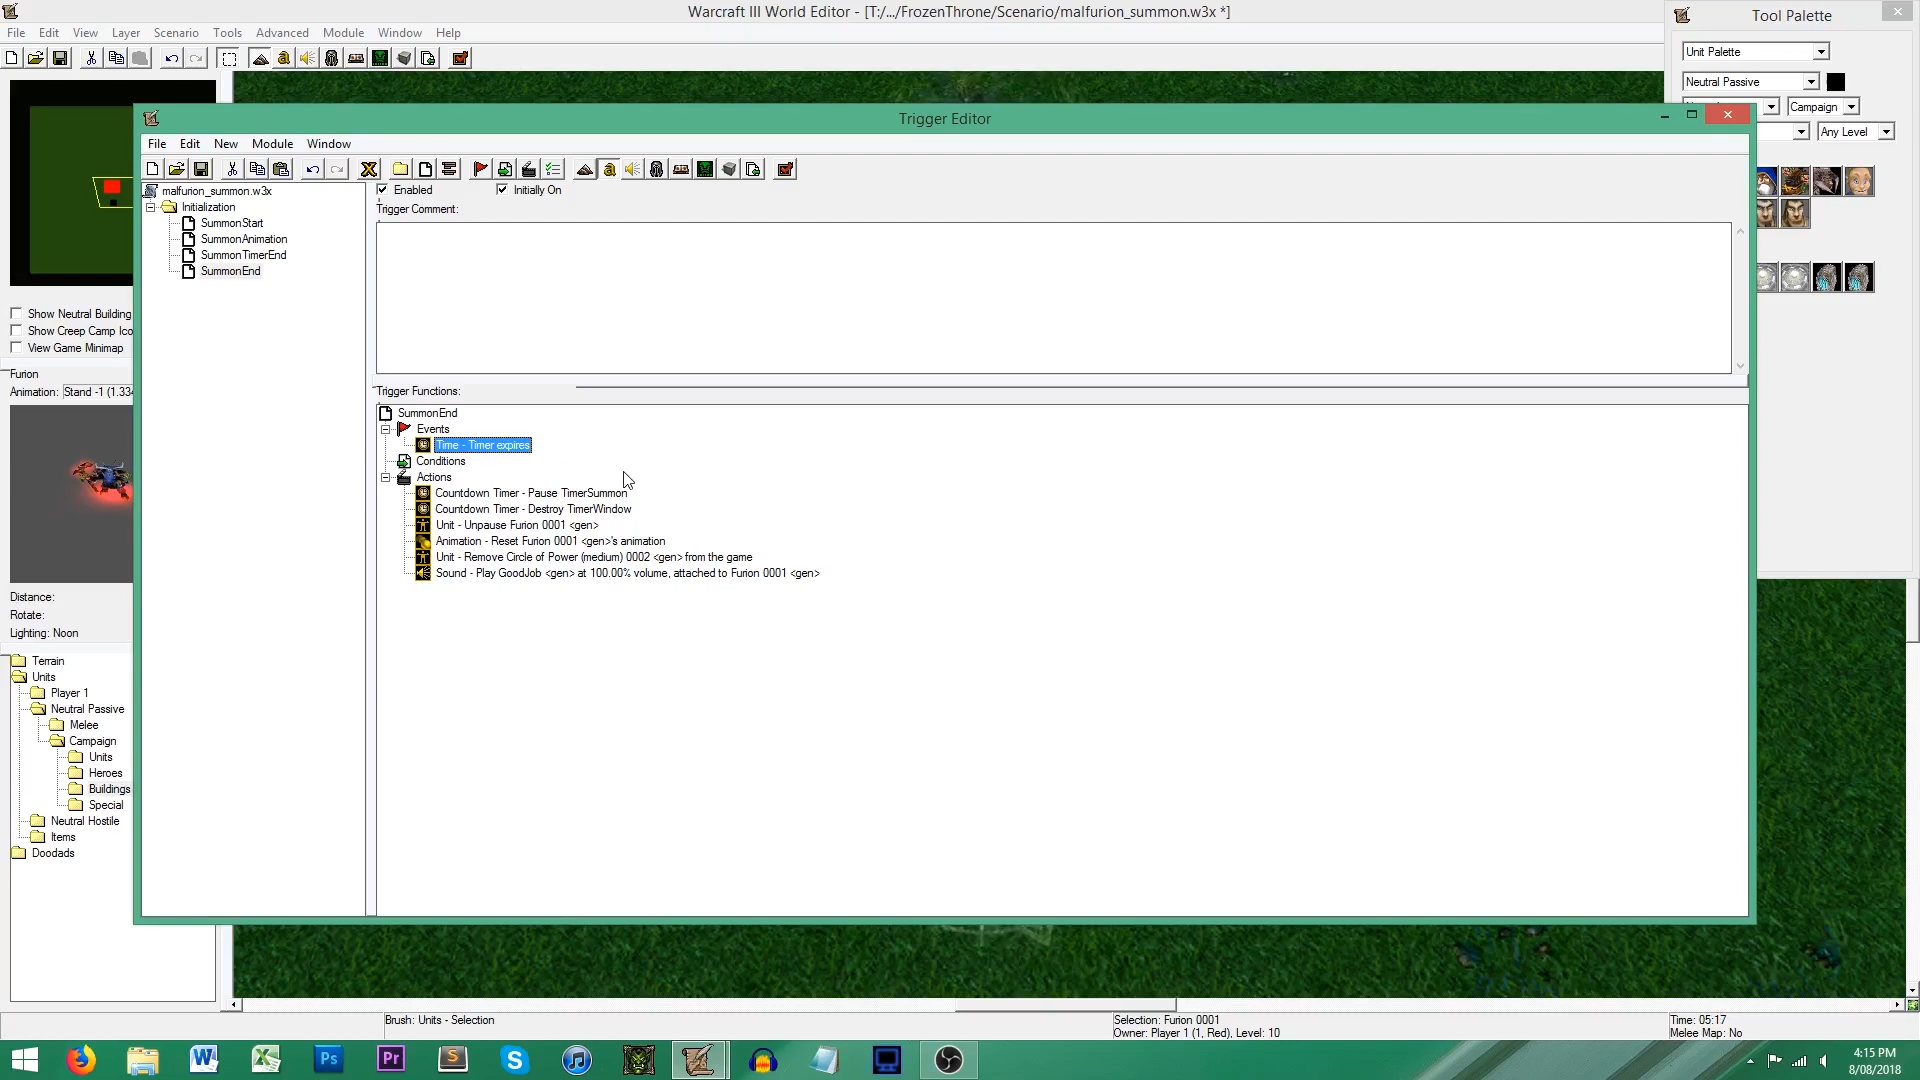 Warcraft III World Editor - [T:/.../FrozenThrone/Scenario/malfurion_summon.w3x *]
Tool Palette
File Edit View Layer Scenario Tools Advanced Module Window Help
Unit Palette
Neutral Passive
Campaign
Any Level
Trigger Editor
File Edit New Module Window
malfurion_summon.w3x
Initialization
SummonStart
SummonAnimation
SummonTimerEnd
SummonEnd
Enabled
Initially On
Trigger Comment:
Show Neutral Building
Show Creep Camp Ico
View Game Minimap
Furion
Animation: Stand -1 (1.334
Trigger Functions:
SummonEnd
Events
Time - Timer expires
Conditions
Actions
Countdown Timer - Pause TimerSummon
Countdown Timer - Destroy TimerWindow
Unit - Unpause Furion 0001 <gen>
Animation - Reset Furion 0001 <gen>'s animation
Unit - Remove Circle of Power (medium) 0002 <gen> from the game
Sound - Play GoodJob <gen> at 100.00% volume, attached to Furion 0001 <gen>
Distance:
Rotate:
Lighting: Noon
Terrain
Units
Player 1
Neutral Passive
Melee
Campaign
Units
Heroes
Buildings
Special
Neutral Hostile
Items
Doodads
Brush: Units - Selection
Selection: Furion 0001
Owner: Player 1 (1, Red), Level: 10
Time: 05:17
Melee Map: No
4:15 PM
8/08/2018